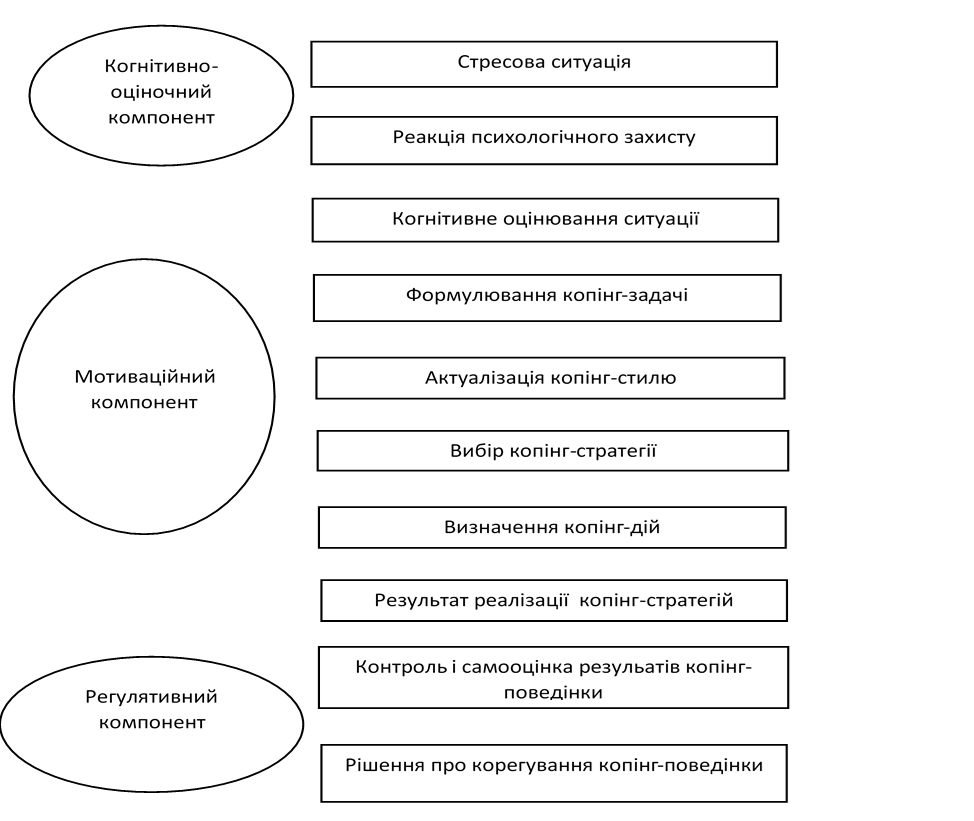 Когнітивно-
оціночний
компонент
Стресова ситуація
Реакція психологічного захисту
Когнітивне оцінювання ситуації
Формулювання копінг-задачі
Мотиваційний
компонент
Актуалізація копінг-стилю
Вибір копінг-стратегії
Визначення копінг-дій
Результат реалізації  копінг-стратегій
Регулятивний
компонент
Контроль і самооцінка резульатів копінг-
поведінки
Рішення про корегування копінг-поведінки